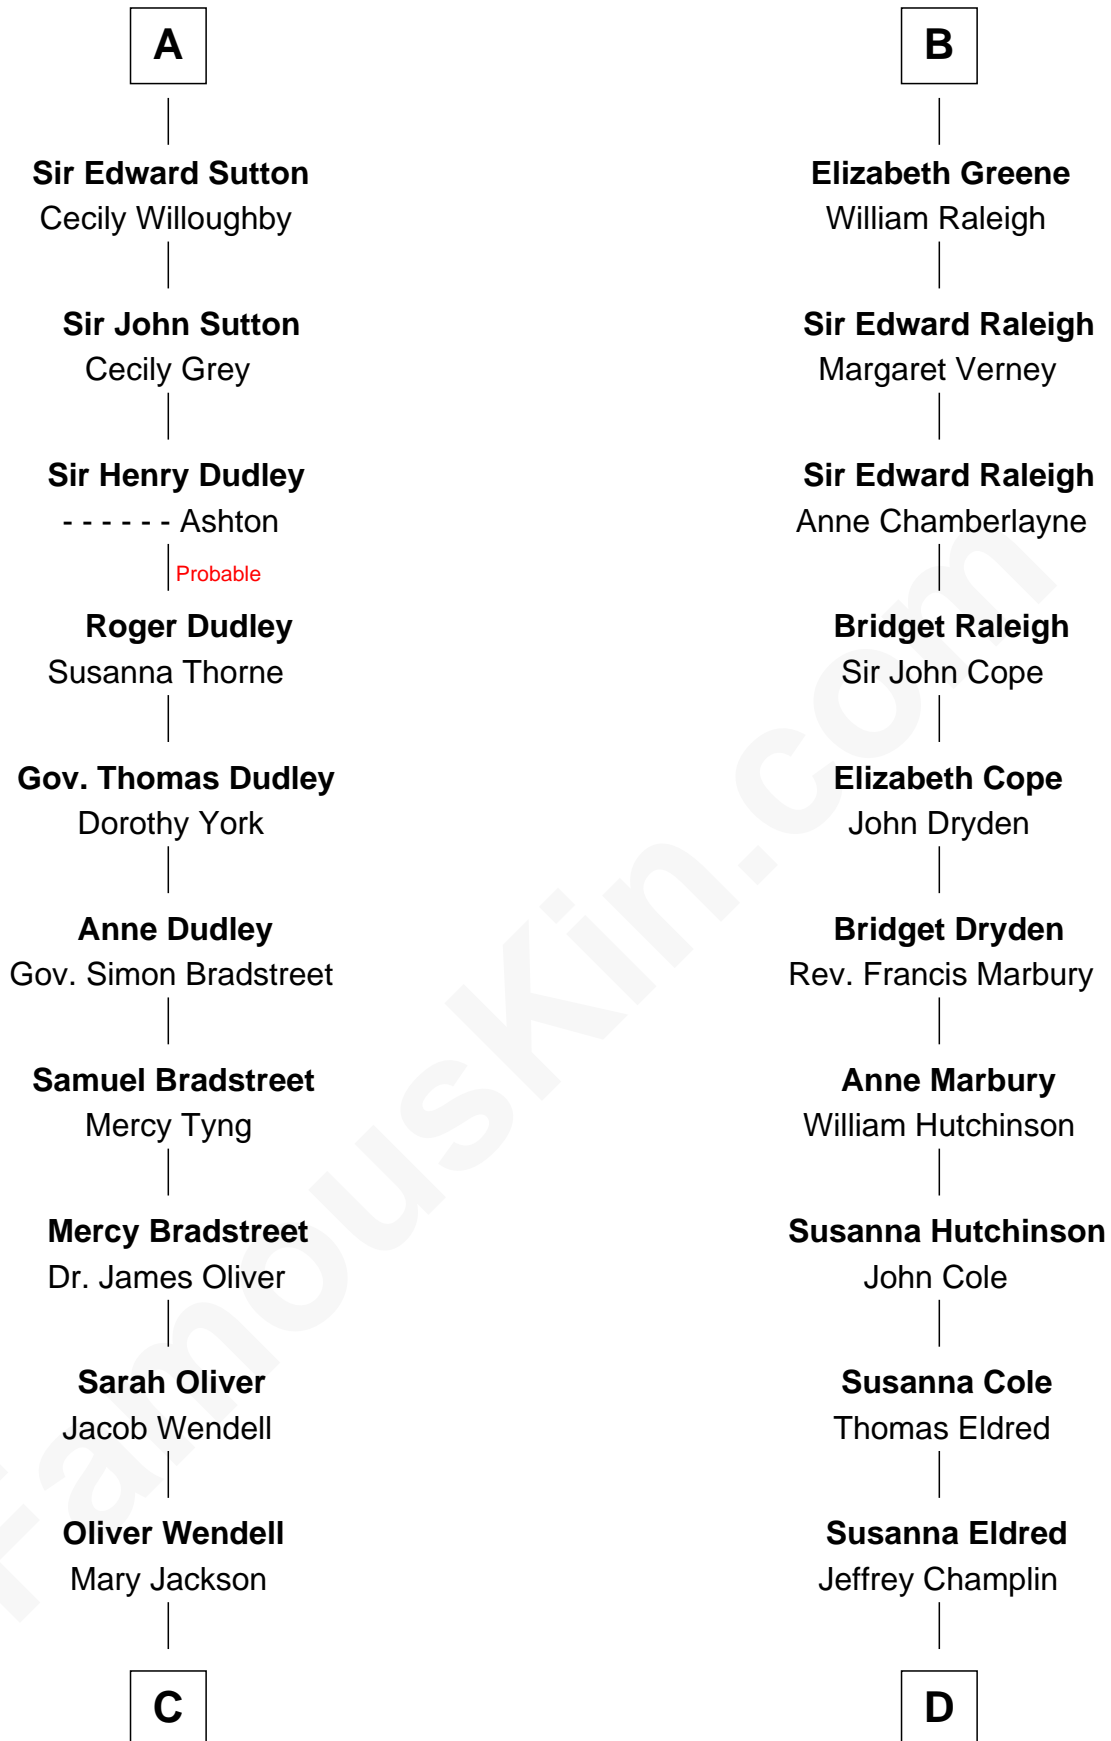 A
Sir Edward Sutton
Cecily Willoughby
Sir John Sutton
Cecily Grey
Sir Henry Dudley
- - - - - - Ashton
Probable
Roger Dudley
Susanna Thorne
Gov. Thomas Dudley
Dorothy York
Anne Dudley
Gov. Simon Bradstreet
Samuel Bradstreet
Mercy Tyng
Mercy Bradstreet
Dr. James Oliver
Sarah Oliver
Jacob Wendell
Oliver Wendell
Mary Jackson
C
B
Elizabeth Greene
William Raleigh
Sir Edward Raleigh
Margaret Verney
Sir Edward Raleigh
Anne Chamberlayne
Bridget Raleigh
Sir John Cope
Elizabeth Cope
John Dryden
Bridget Dryden
Rev. Francis Marbury
Anne Marbury
William Hutchinson
Susanna Hutchinson
John Cole
Susanna Cole
Thomas Eldred
Susanna Eldred
Jeffrey Champlin
D
FamousKin.com